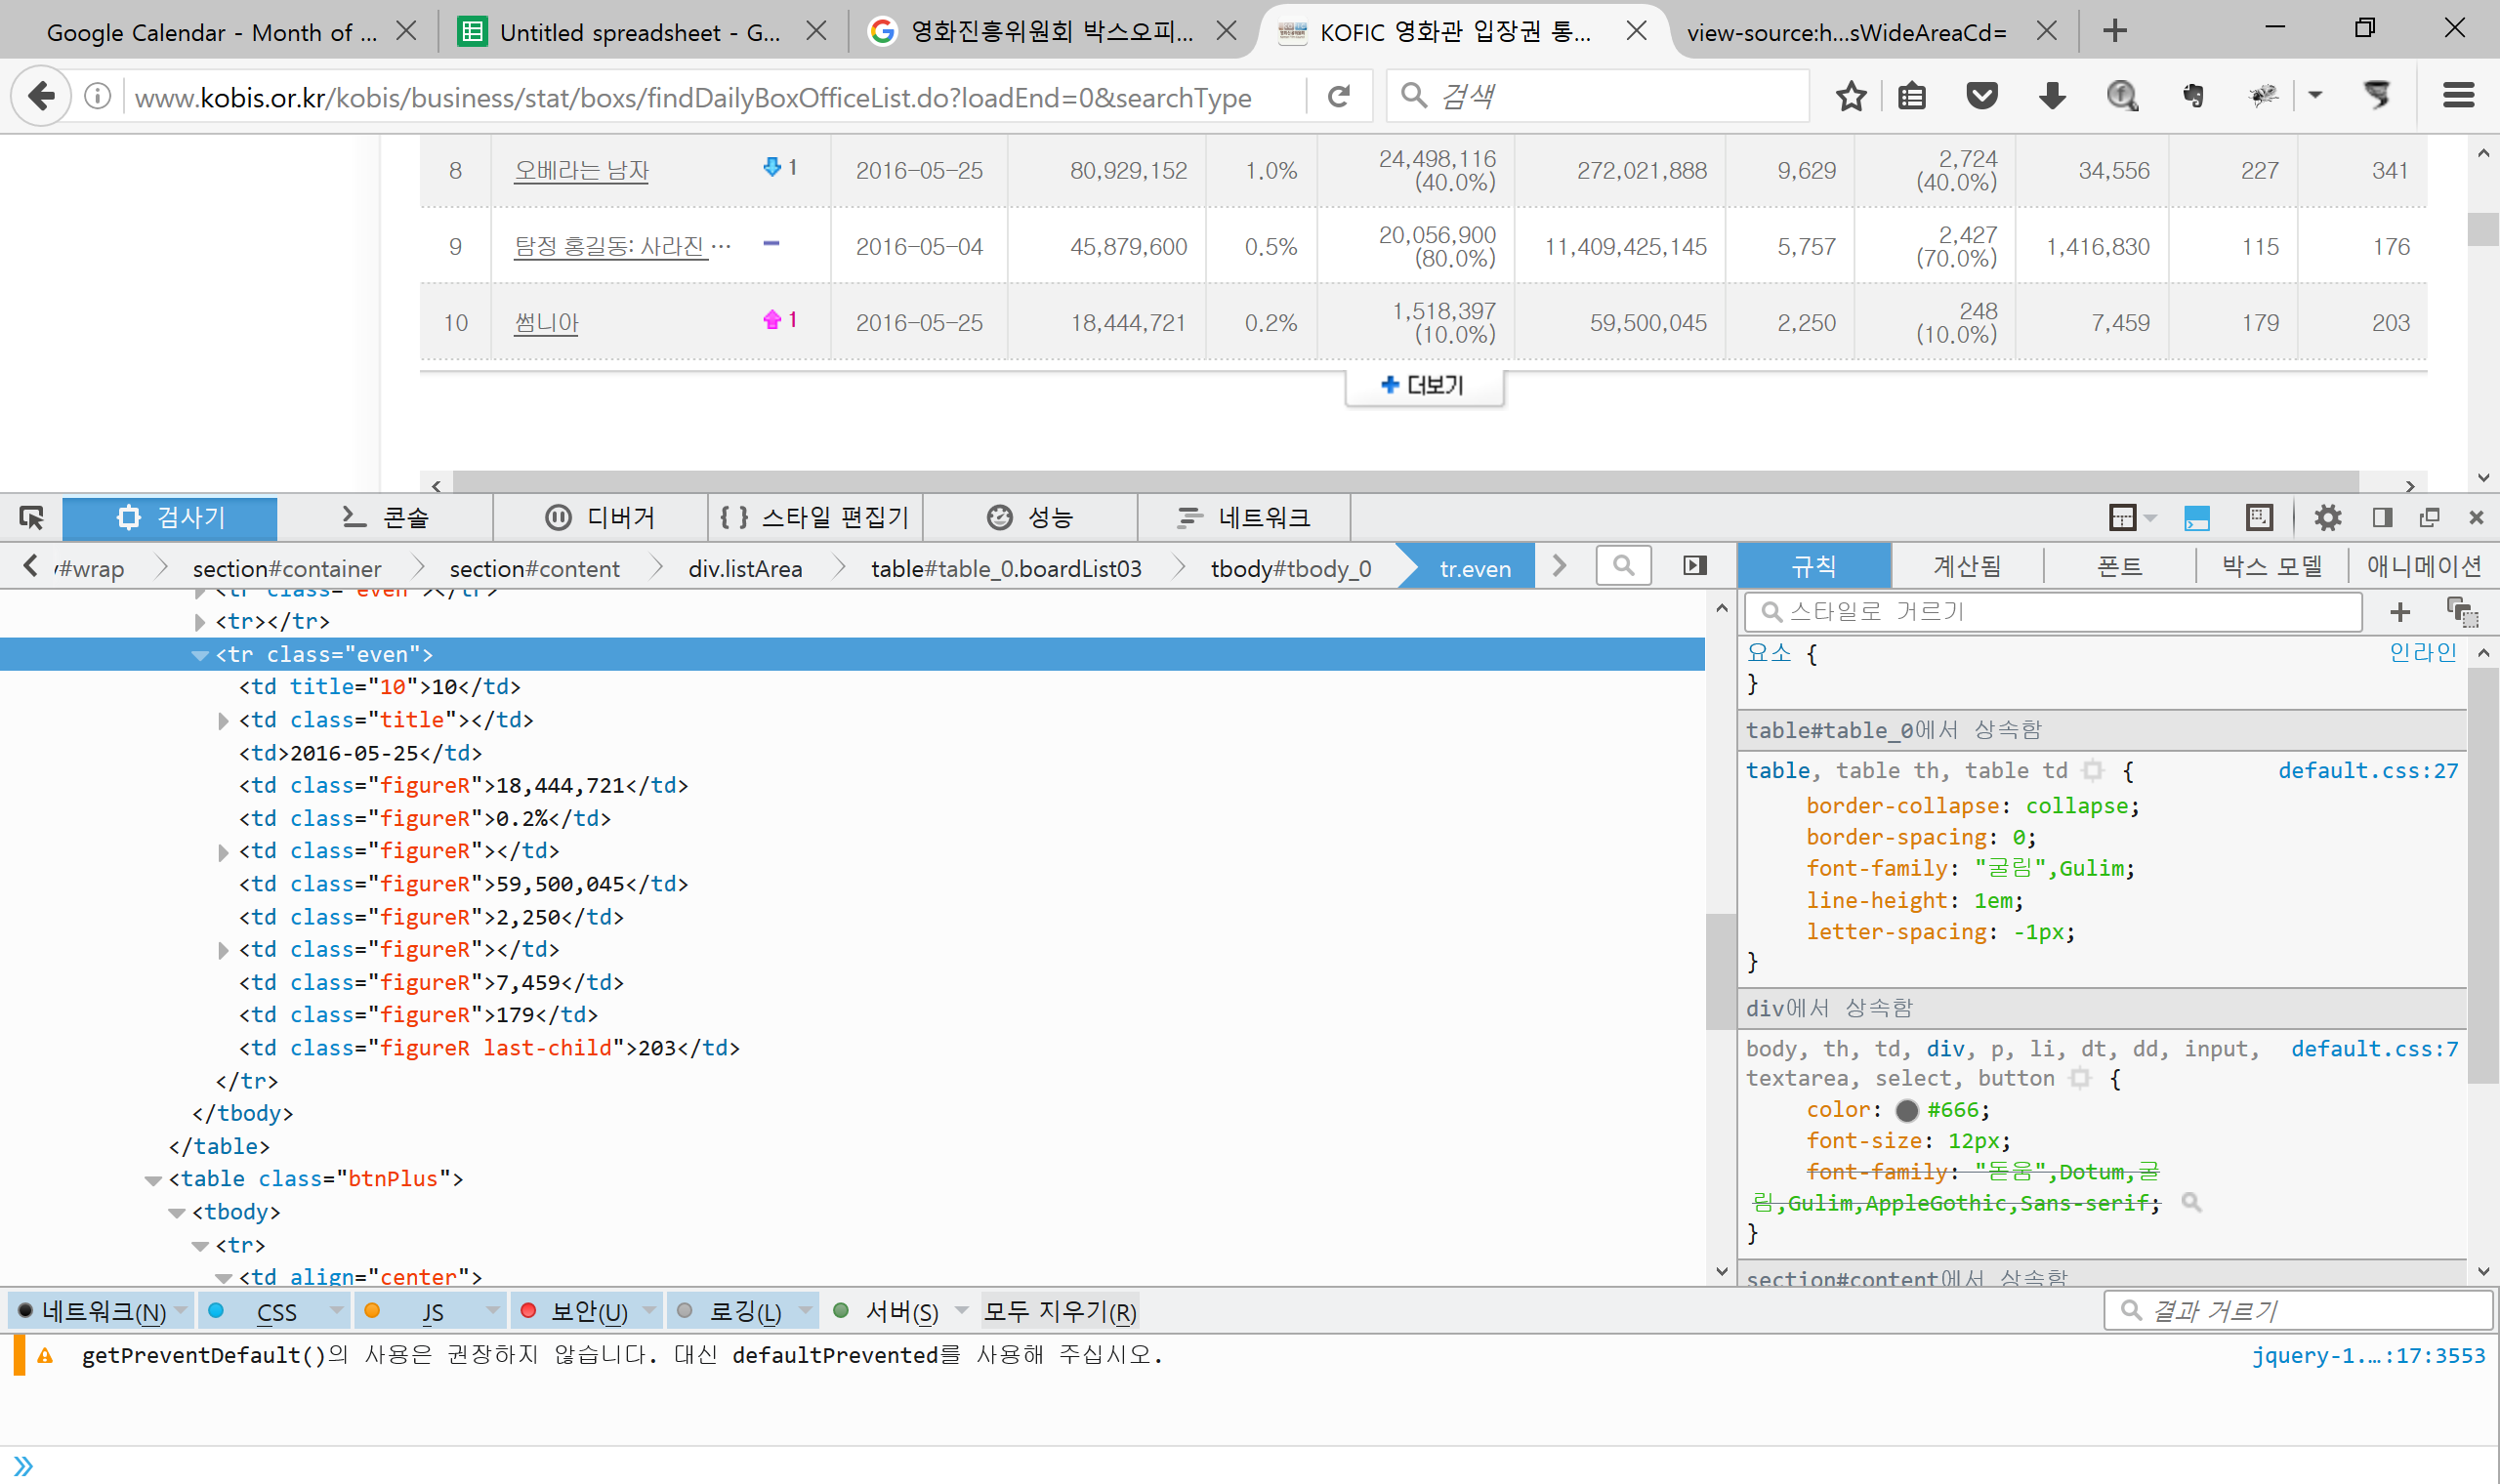 Google Calendar - Month of ...
Untitled spreadsheet - G...
영화진흥위원회 박스오피...
KOFIC 영화관 입장권 통...
view-source:h...sWideAreaCd=
www.kobis.or.kr/kobis/business/stat/boxs/findDailyBoxOfficeList.do?loadEnd=0&searchType
검색
8 오베라는 남자 1 2016-05-25 80,929,152 1.0% 24,498,116 (40.0%) 272,021,888 9,629 2,724 (40.0%) 34,556 227 341
9 탐정 홍길동: 사라진 ... 2016-05-04 45,879,600 0.5% 20,056,900 (80.0%) 11,409,425,145 5,757 2,427 (70.0%) 1,416,830 115 176
10 썸니아 1 2016-05-25 18,444,721 0.2% 1,518,397 (10.0%) 59,500,045 2,250 248 (10.0%) 7,459 179 203
더보기
검사기 콘솔 디버거 { } 스타일 편집기 성능 네트워크
#wrap section#container section#content div.listArea table#table_0.boardList03 tbody#tbody_0 tr.even
<tr class="even"></tr>
<tr></tr>
<tr class="even">
<td title="10">10</td>
<td class="title"></td>
<td>2016-05-25</td>
<td class="figureR">18,444,721</td>
<td class="figureR">0.2%</td>
<td class="figureR"></td>
<td class="figureR">59,500,045</td>
<td class="figureR">2,250</td>
<td class="figureR"></td>
<td class="figureR">7,459</td>
<td class="figureR">179</td>
<td class="figureR last-child">203</td>
</tr>
</tbody>
</table>
<table class="btnPlus">
<tbody>
<tr>
<td align="center">
규칙 계산됨 폰트 박스 모델 애니메이션
스타일로 거르기
요소 { 인라인
}
table#table_0에서 상속함
table, table th, table td { default.css:27
border-collapse: collapse;
border-spacing: 0;
font-family: "굴림",Gulim;
line-height: 1em;
letter-spacing: -1px;
}
div에서 상속함
body, th, td, div, p, li, dt, dd, input, default.css:7
textarea, select, button {
color: #666;
font-size: 12px;
font-family: "돋움",Dotum,굴
림,Gulim,AppleGothic,Sans-serif;
}
section#content에서 상속함
네트워크(N) CSS JS 보안(U) 로깅(L) 서버(S) 모두 지우기(R) 결과 거르기
getPreventDefault()의 사용은 권장하지 않습니다. 대신 defaultPrevented를 사용해 주십시오. jquery-1.…:17:3553